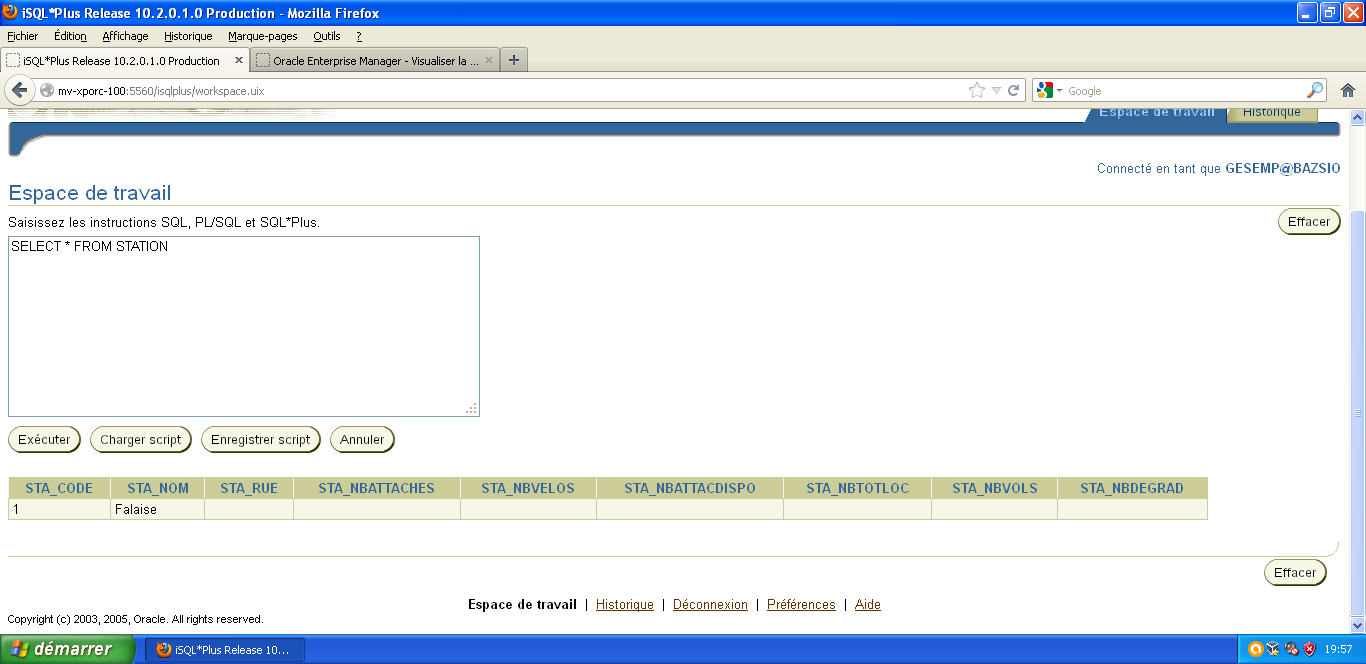 iSQL*Plus Release 10.2.0.1.0 Production - Mozilla Firefox
Fichier Édition Affichage Historique Marque-pages Outils ?
iSQL*Plus Release 10.2.0.1.0 Production × Oracle Enterprise Manager - Visualiser la ... × +
mv-xporc-100:5560/isqlplus/workspace.uix Google
Espace de travail Historique
Connecté en tant que GESEMP@BAZSIO
Espace de travail
Saisissez les instructions SQL, PL/SQL et SQL*Plus.
Effacer
SELECT * FROM STATION
Exécuter Charger script Enregistrer script Annuler
STA_CODE STA_NOM STA_RUE STA_NBATTACHES STA_NBVELOS STA_NBATTACDISPO STA_NBTOTLOC STA_NBVOLS STA_NBDEGRAD
1 Falaise
Effacer
Espace de travail | Historique | Déconnexion | Préférences | Aide
Copyright (c) 2003, 2005, Oracle. All rights reserved.
démarrer iSQL*Plus Release 10... 19:57